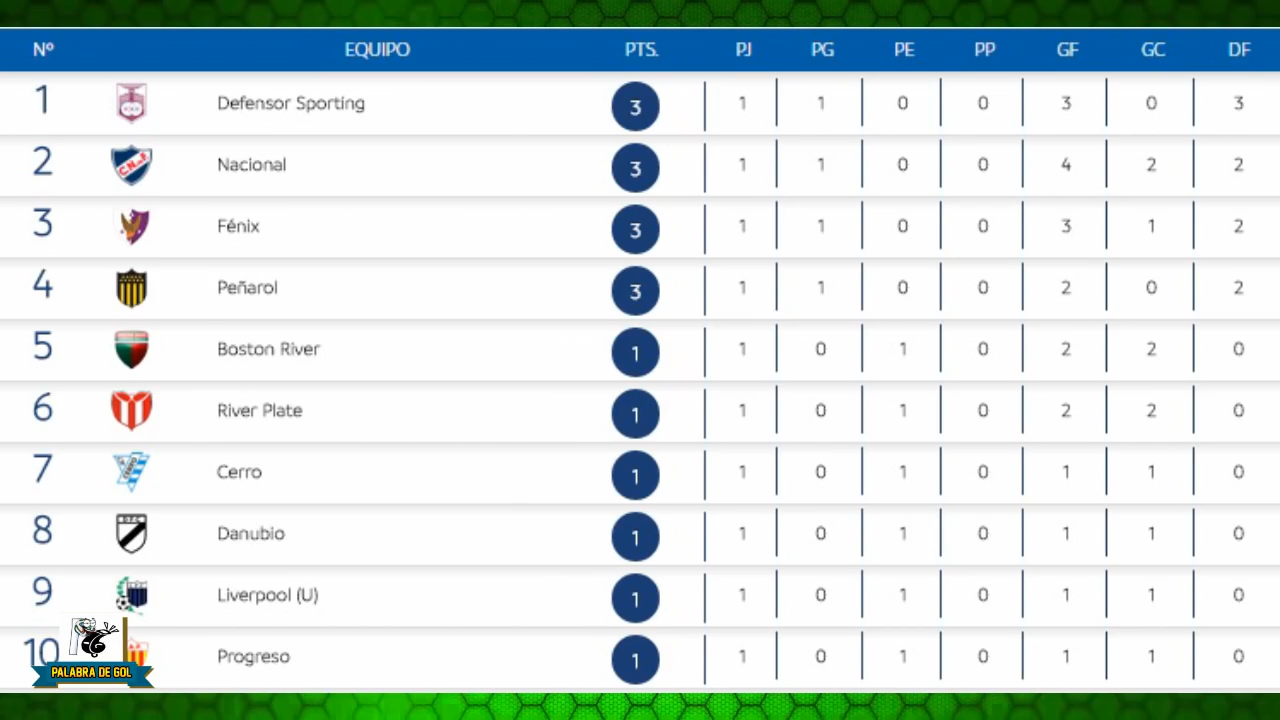 Nº EQUIPO PTS. PJ PG PE PP GF GC DF
1 Defensor Sporting 3 1 1 0 0 3 0 3
2 Nacional 3 1 1 0 0 4 2 2
3 Fénix 3 1 1 0 0 3 1 2
4 Peñarol 3 1 1 0 0 2 0 2
5 Boston River 1 1 0 1 0 2 2 0
6 River Plate 1 1 0 1 0 2 2 0
7 Cerro 1 1 0 1 0 1 1 0
8 Danubio 1 1 0 1 0 1 1 0
9 Liverpool (U) 1 1 0 1 0 1 1 0
10 Progreso 1 1 0 1 0 1 1 0
PALABRA DE GOL